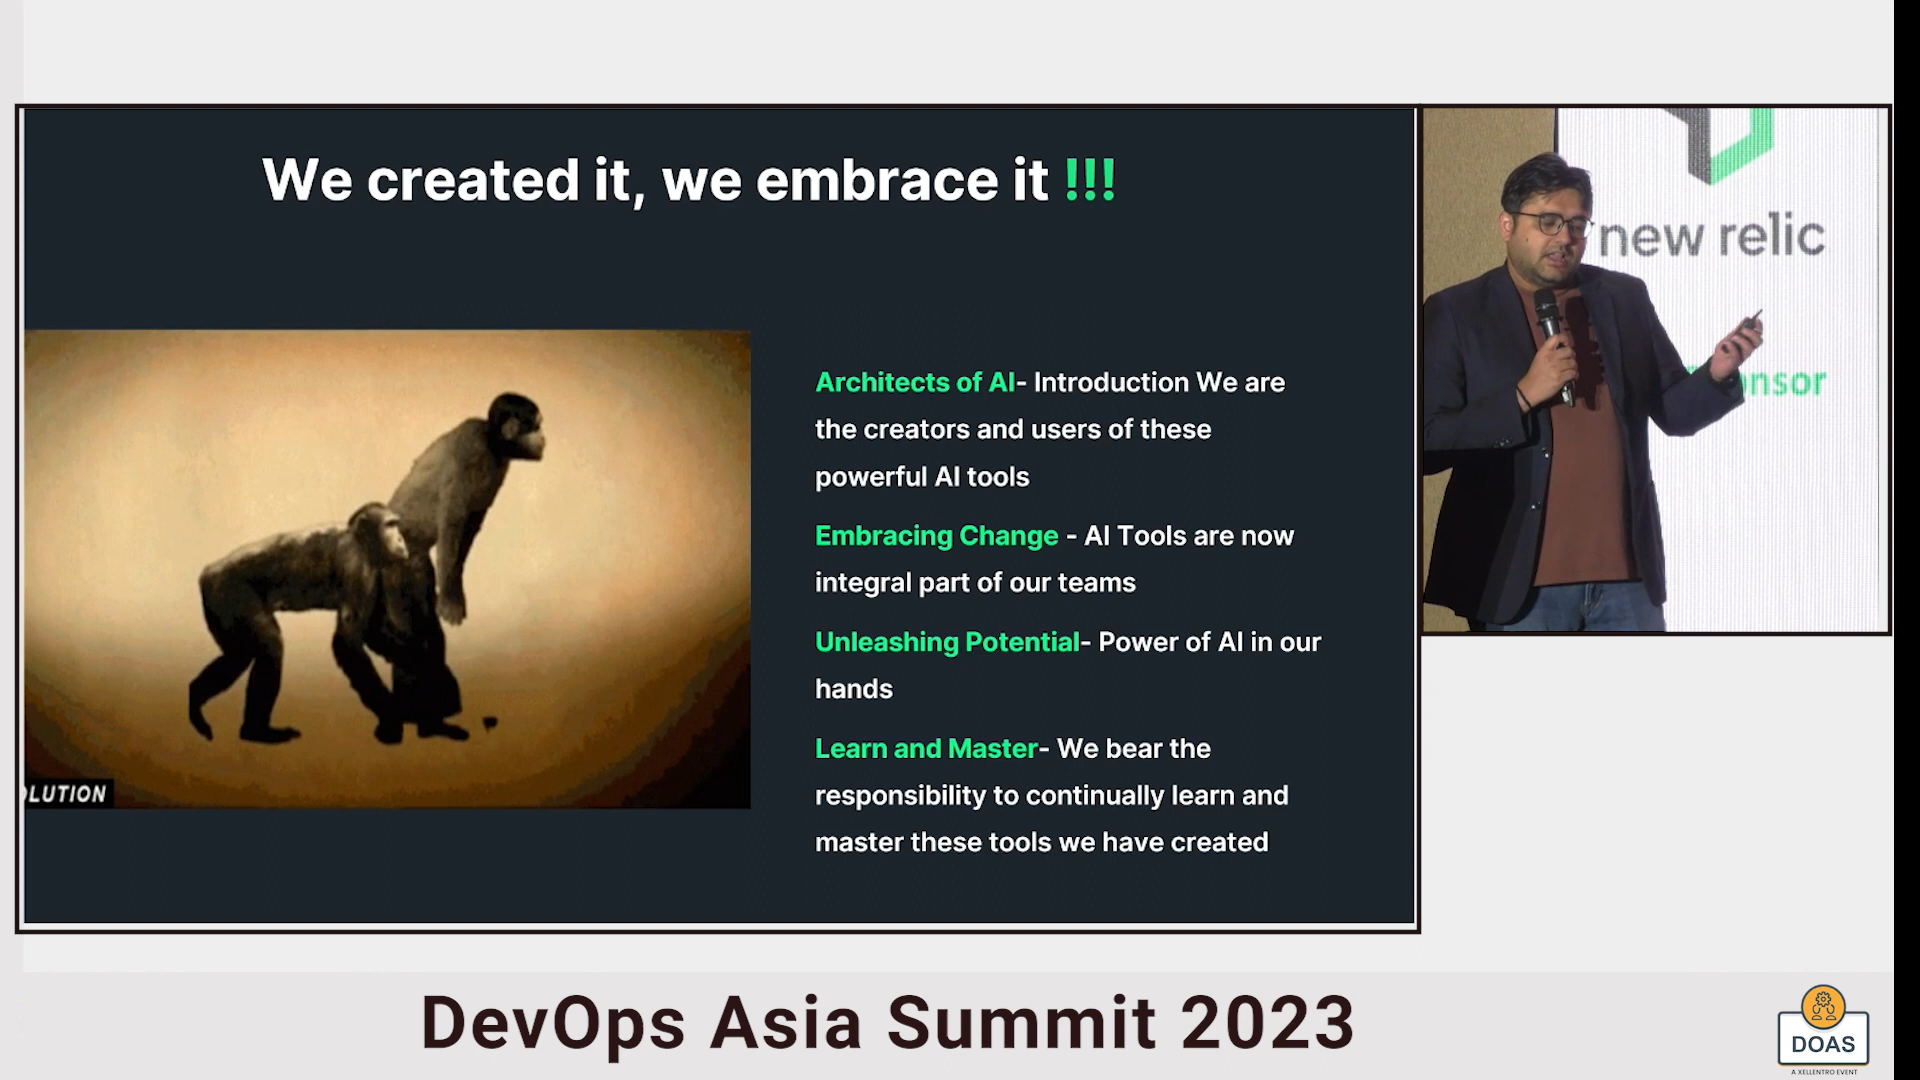 We created it, we embrace it !!!
Architects of AI- Introduction We are
the creators and users of these
powerful AI tools
Embracing Change - AI Tools are now
integral part of our teams
Unleashing Potential- Power of AI in our
hands
Learn and Master- We bear the
responsibility to continually learn and
master these tools we have created
LUTION
new relic
nsor
DevOps Asia Summit 2023
DOAS
A XELLENTRO EVENT